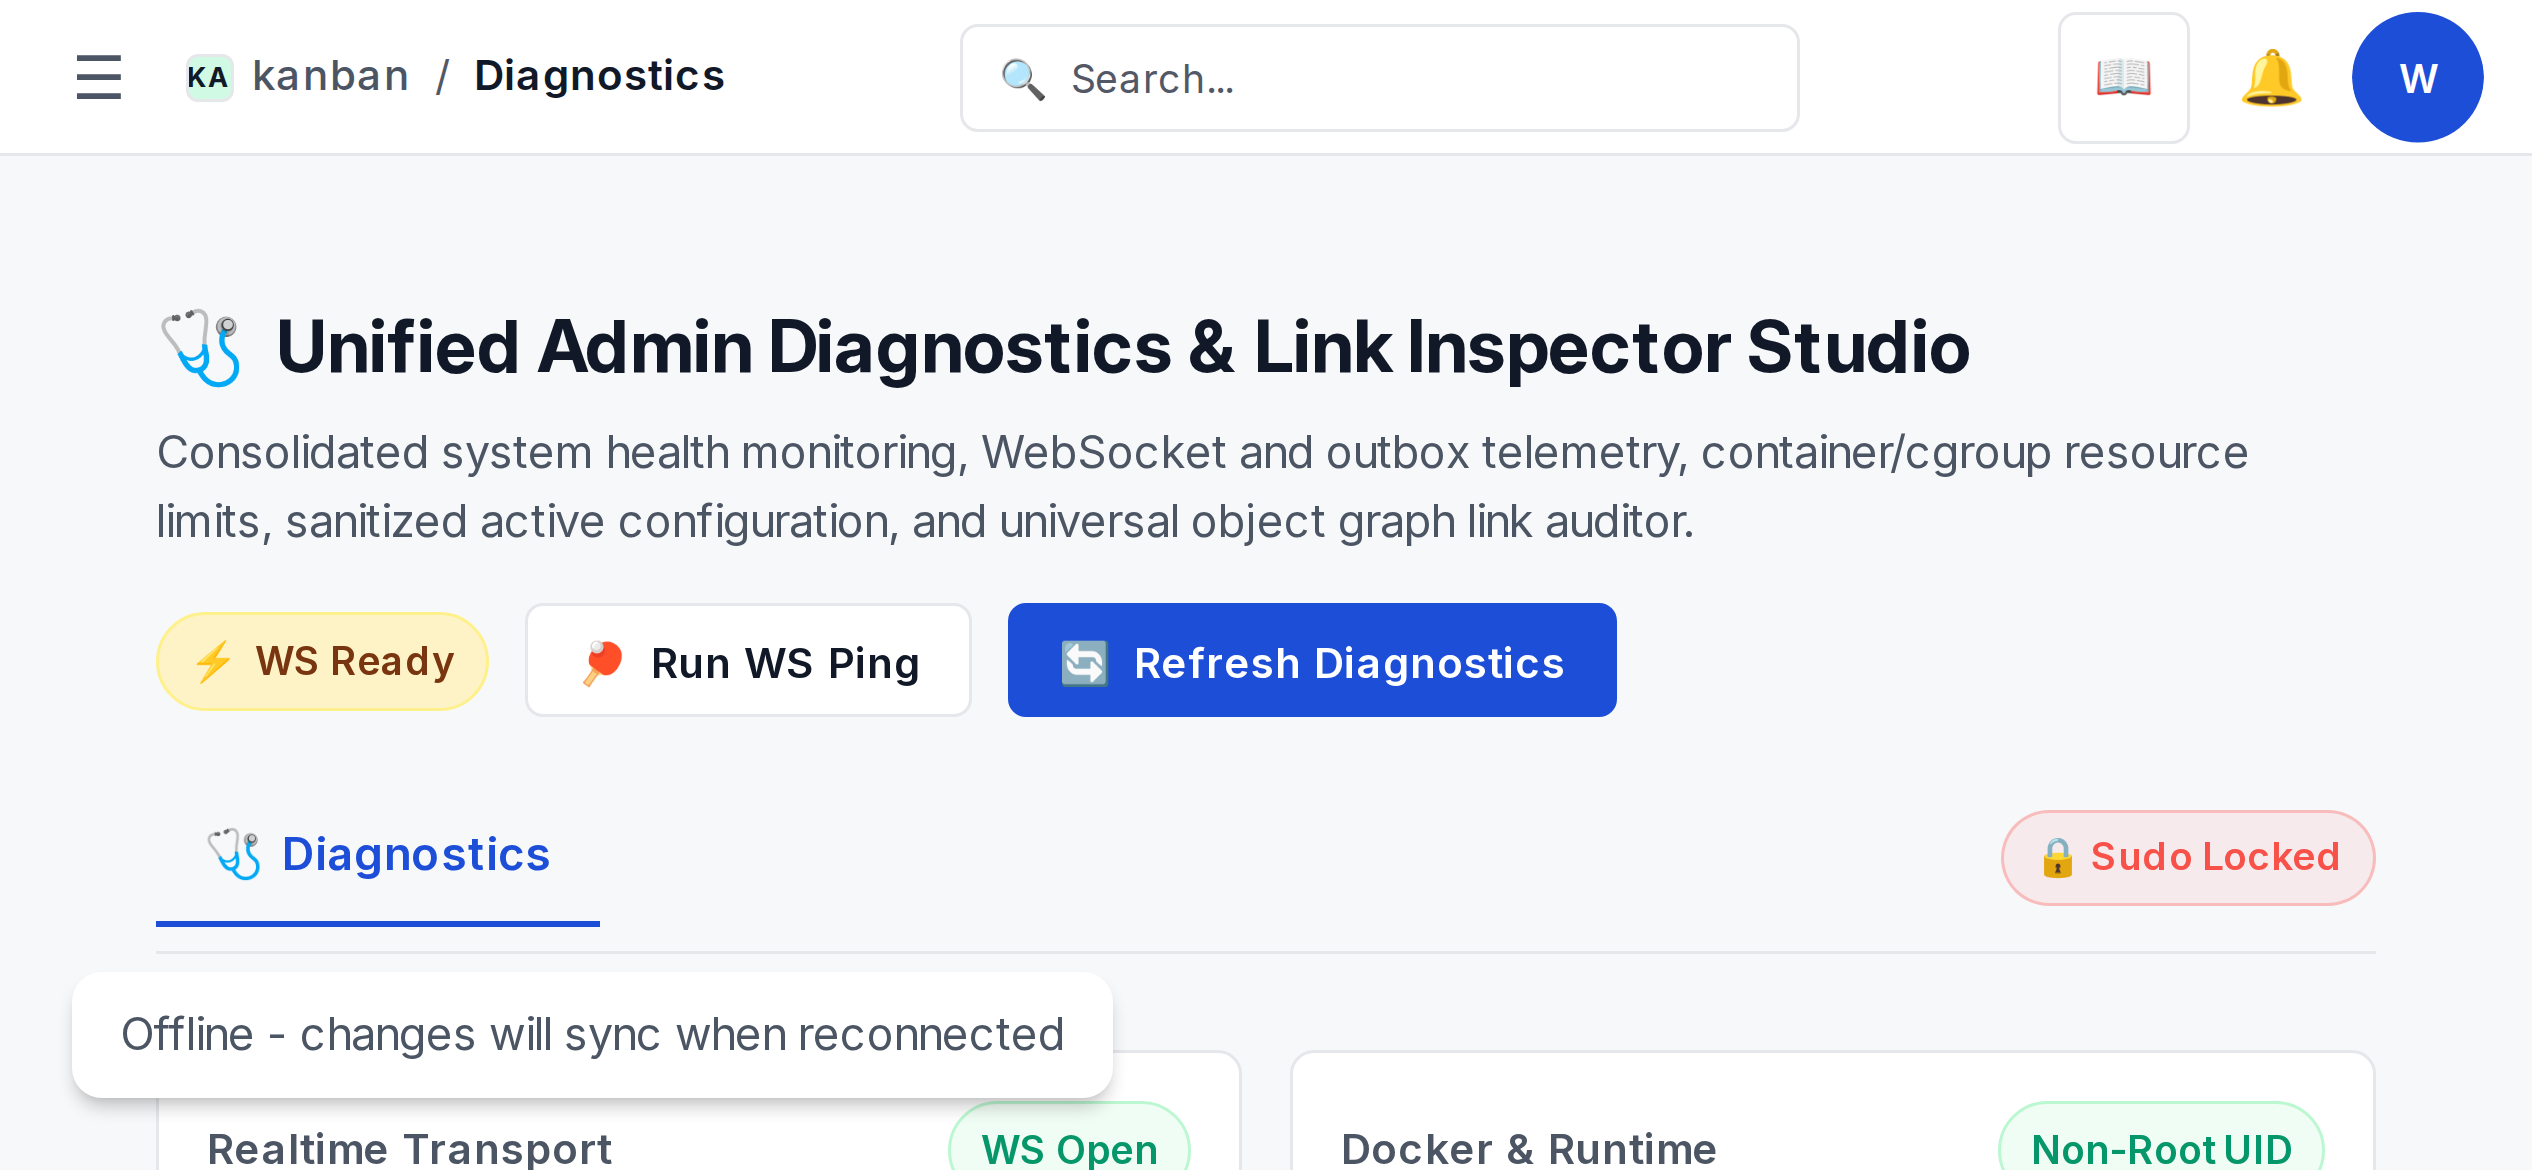 KA kanban / Diagnostics
Search...
W
Unified Admin Diagnostics & Link Inspector Studio
Consolidated system health monitoring, WebSocket and outbox telemetry, container/cgroup resource
limits, sanitized active configuration, and universal object graph link auditor.
WS Ready
Run WS Ping
Refresh Diagnostics
Diagnostics
Sudo Locked
Offline - changes will sync when reconnected
Realtime Transport
WS Open
Docker & Runtime
Non-Root UID